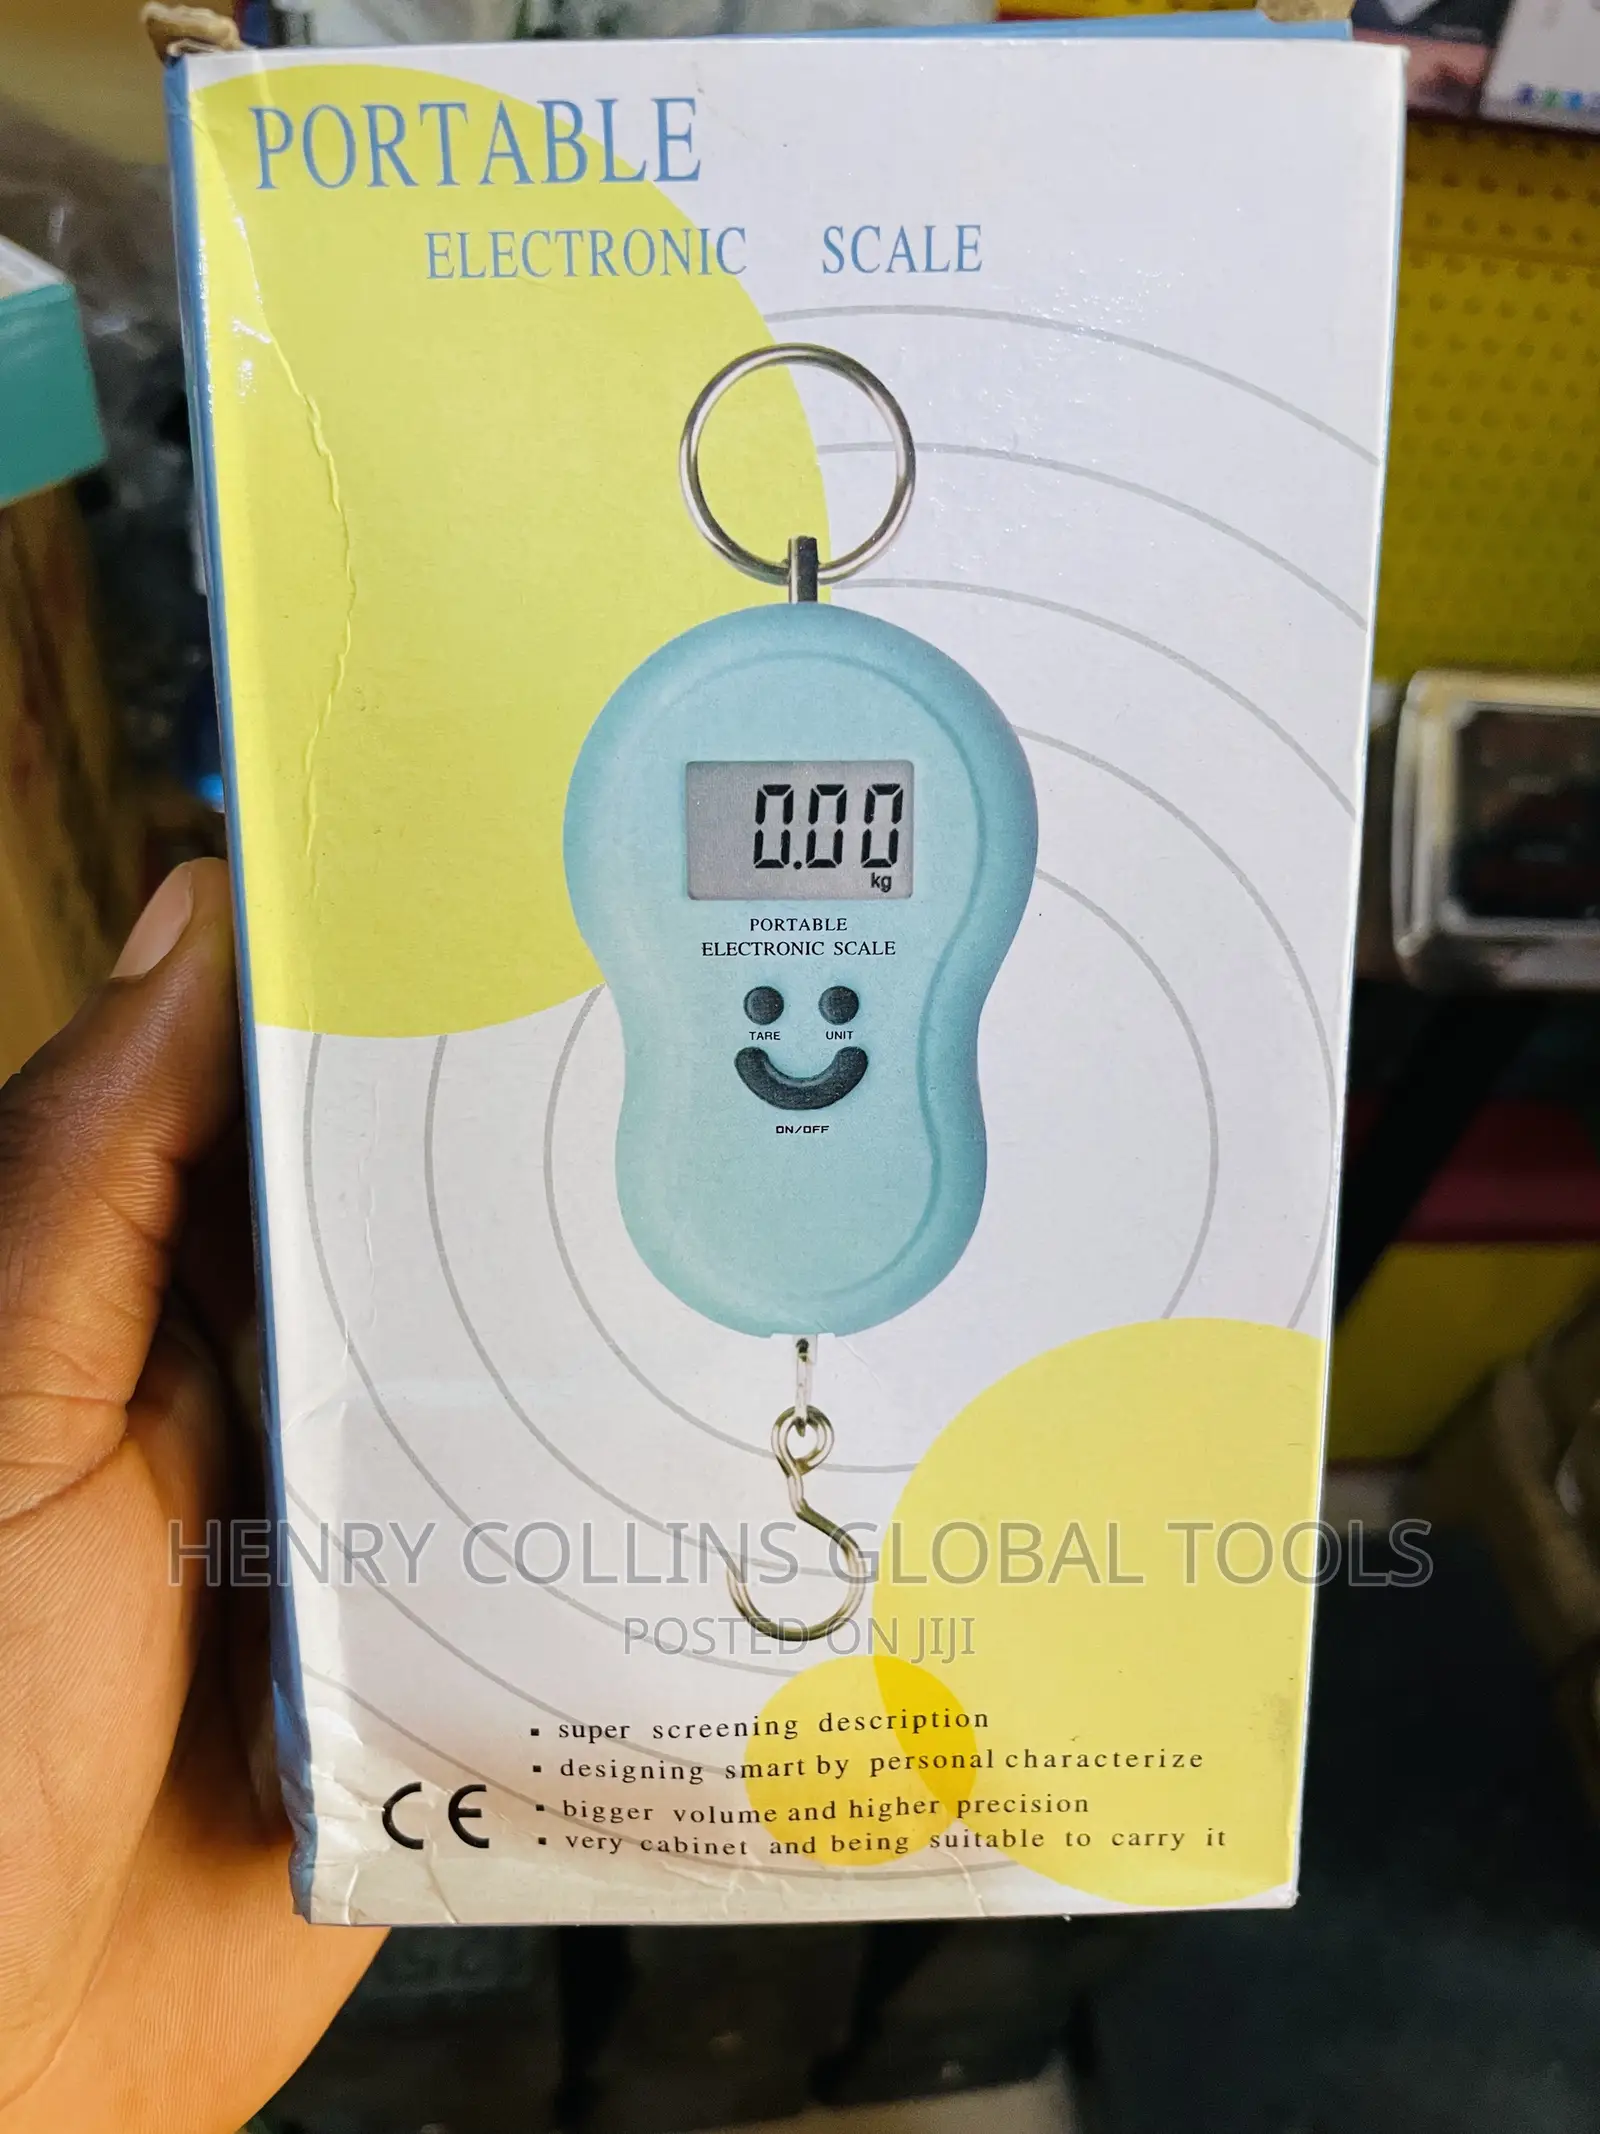 PORTABLE
ELECTRONIC SCALE
0.00
kg
PORTABLE
ELECTRONIC SCALE
TARE UNIT
ON/OFF
HENRY COLLINS GLOBAL TOOLS
POSTED ON JIJI
▪ super screening description
▪ designing smart by personal characterize
▪ bigger volume and higher precision
▪ very cabinet and being suitable to carry it
CE